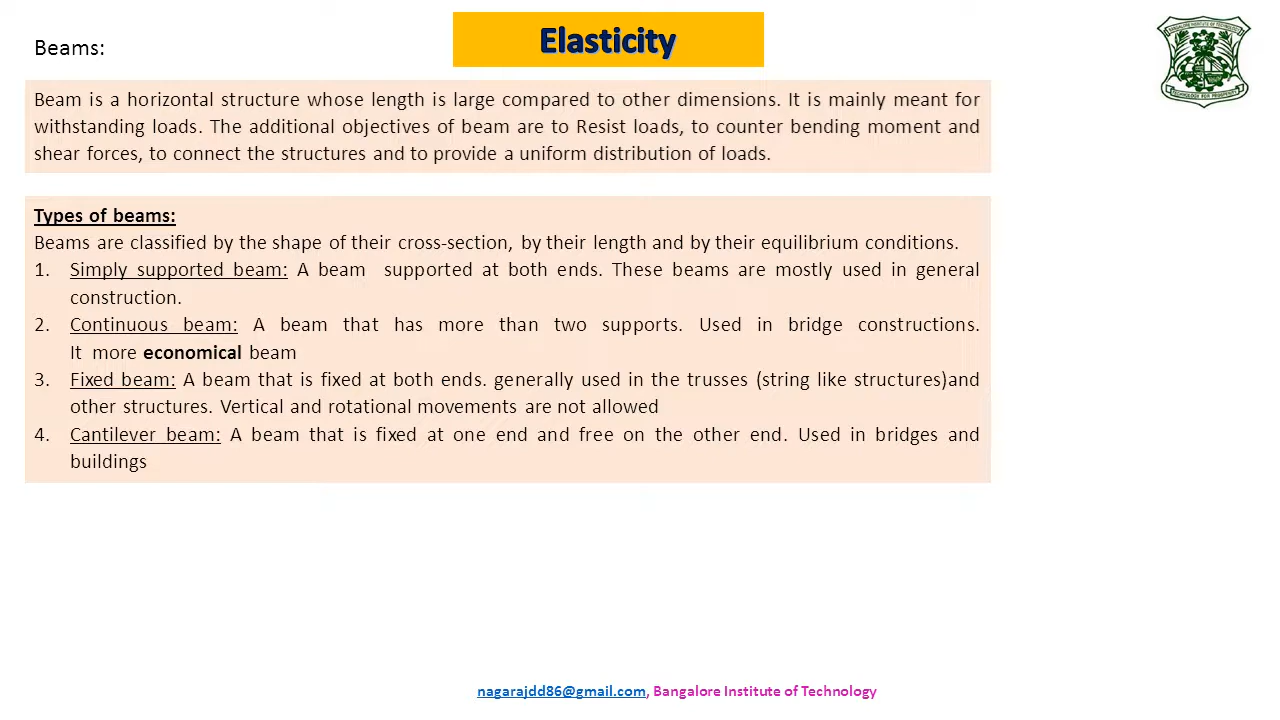 Elasticity
Beams:
Beam is a horizontal structure whose length is large compared to other dimensions. It is mainly meant for
withstanding loads. The additional objectives of beam are to Resist loads, to counter bending moment and
shear forces, to connect the structures and to provide a uniform distribution of loads.
Types of beams:
Beams are classified by the shape of their cross-section, by their length and by their equilibrium conditions.
1. Simply supported beam: A beam supported at both ends. These beams are mostly used in general
construction.
2. Continuous beam: A beam that has more than two supports. Used in bridge constructions.
It more economical beam
3. Fixed beam: A beam that is fixed at both ends. generally used in the trusses (string like structures)and
other structures. Vertical and rotational movements are not allowed
4. Cantilever beam: A beam that is fixed at one end and free on the other end. Used in bridges and
buildings
nagarajdd86@gmail.com, Bangalore Institute of Technology